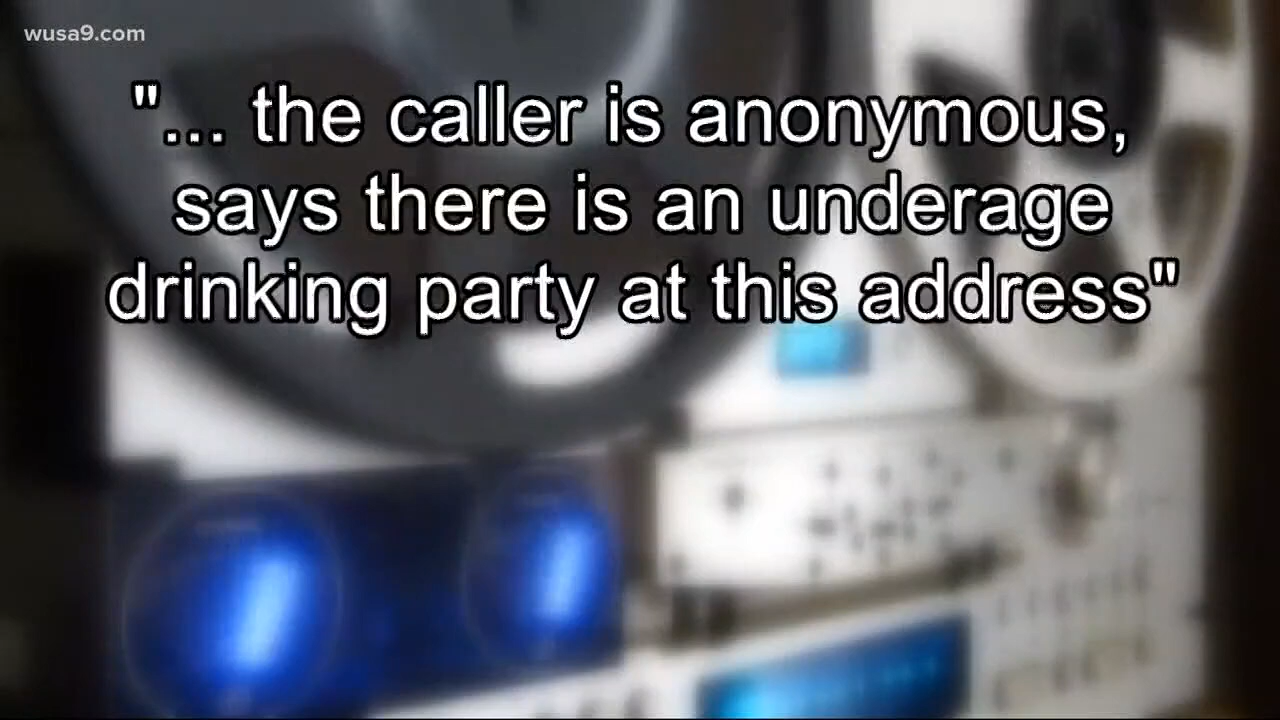 wusa9.com
"... the caller is anonymous,
says there is an underage
drinking party at this address"